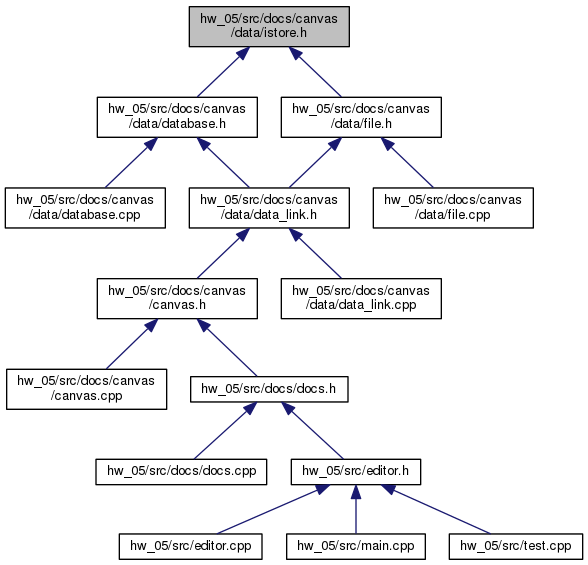 hw_05/src/docs/canvas
/data/istore.h
hw_05/src/docs/canvas
/data/database.h
hw_05/src/docs/canvas
/data/file.h
hw_05/src/docs/canvas
/data/database.cpp
hw_05/src/docs/canvas
/data/data_link.h
hw_05/src/docs/canvas
/data/file.cpp
hw_05/src/docs/canvas
/canvas.h
hw_05/src/docs/canvas
/data/data_link.cpp
hw_05/src/docs/canvas
/canvas.cpp
hw_05/src/docs/docs.h
hw_05/src/docs/docs.cpp
hw_05/src/editor.h
hw_05/src/editor.cpp
hw_05/src/main.cpp
hw_05/src/test.cpp